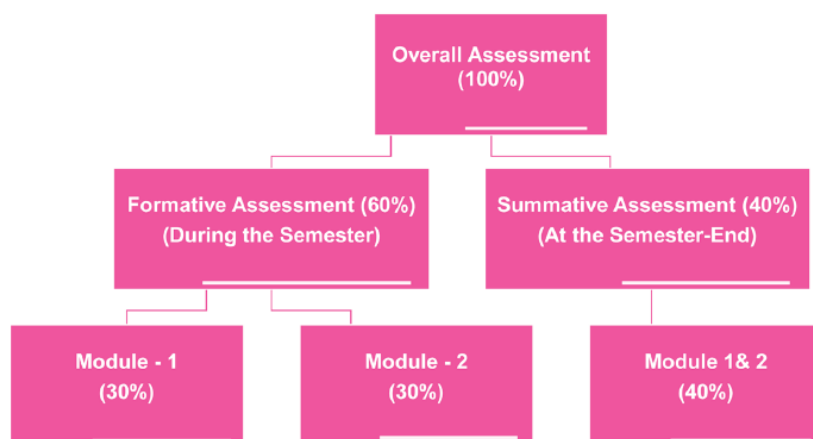 Overall Assessment
(100%)
Formative Assessment (60%)
(During the Semester)
Summative Assessment (40%)
(At the Semester-End)
Module - 1
(30%)
Module - 2
(30%)
Module 1& 2
(40%)